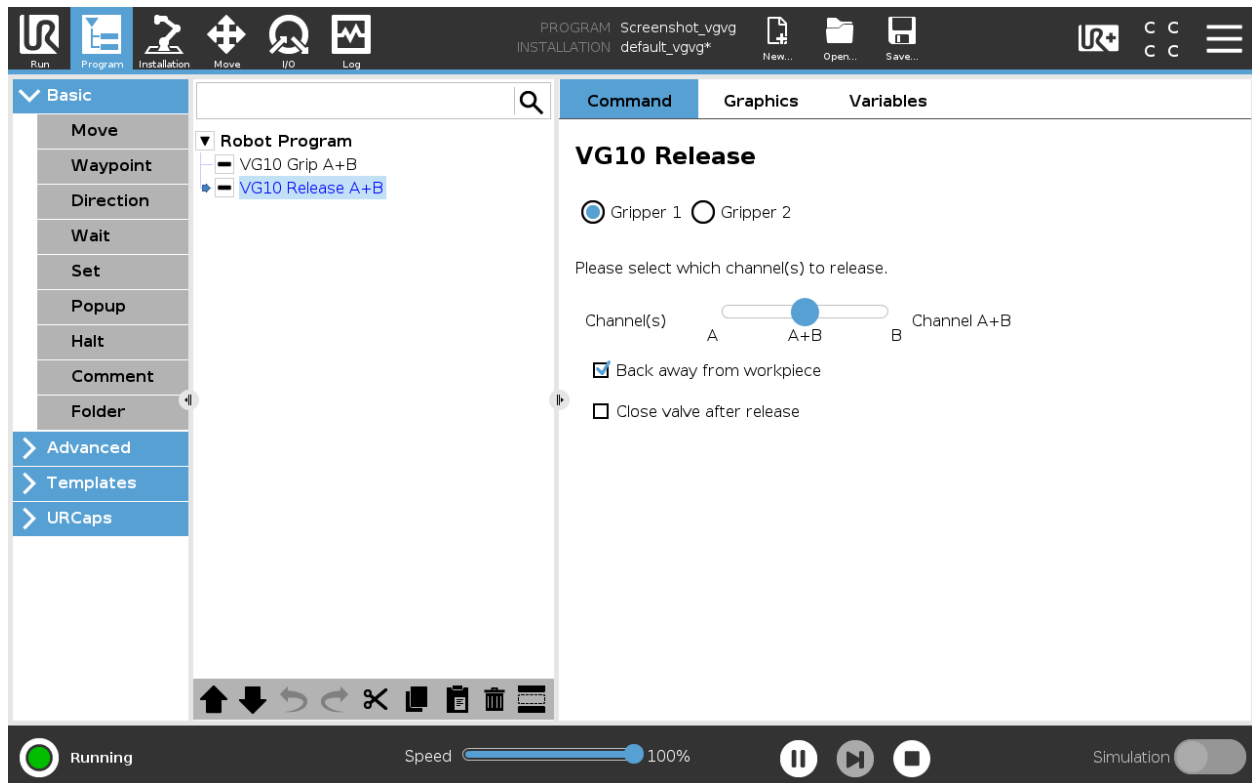 PROGRAM Screenshot_vgvg
INSTALLATION default_vgvg*
Run Program Installation Move I/O Log New... Open... Save...
UR UR+ C C
C C
Basic
Move
Waypoint
Direction
Wait
Set
Popup
Halt
Comment
Folder
Advanced
Templates
URCaps
Robot Program
VG10 Grip A+B
VG10 Release A+B
Command Graphics Variables
VG10 Release
Gripper 1 Gripper 2
Please select which channel(s) to release.
Channel(s) Channel A+B
A A+B B
Back away from workpiece
Close valve after release
Running Speed 100% Simulation